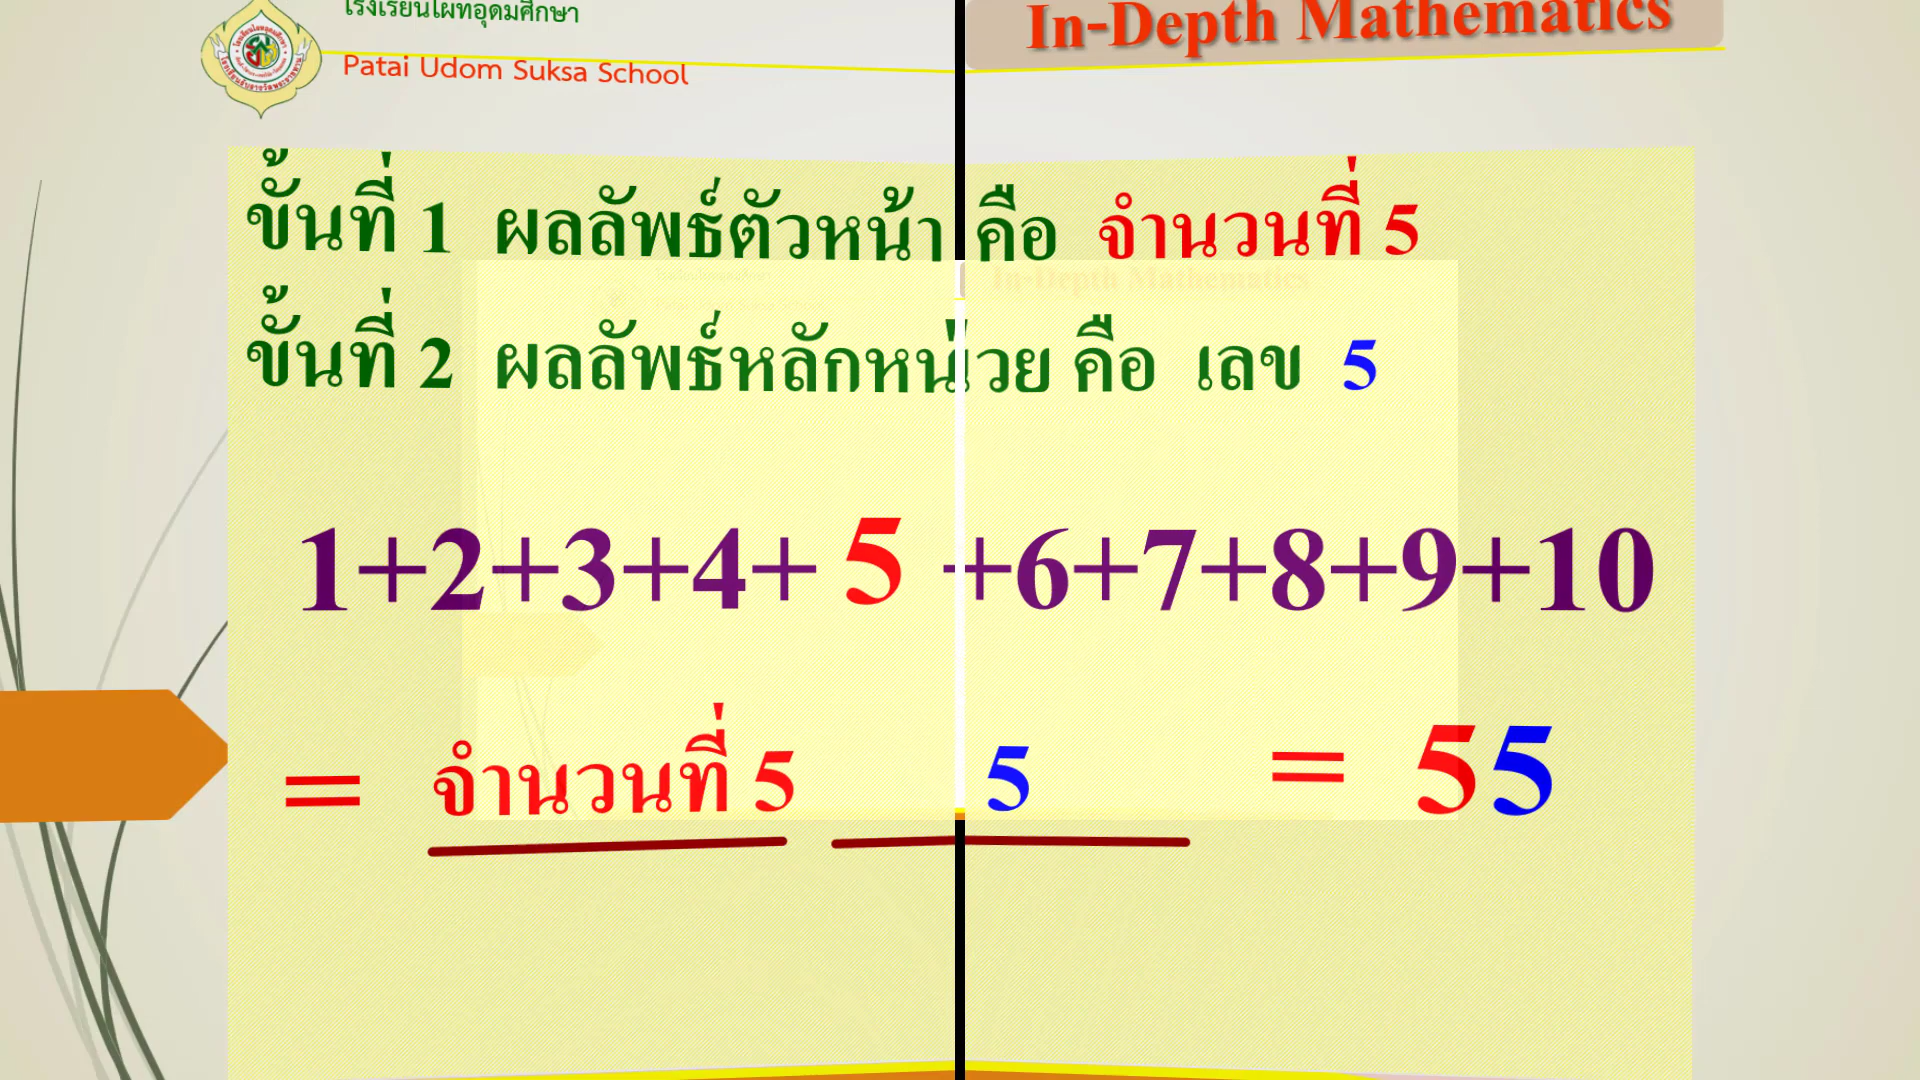 โรงเรียนไผทอุดมศึกษา
Patai Udom Suksa School
In-Depth Mathematics
ขั้นที่ 1 ผลลัพธ์ตัวหน้า คือ จำนวนที่ 5
ขั้นที่ 2 ผลลัพธ์หลักหน่วย คือ เลข 5
1+2+3+4+ 5 +6+7+8+9+10
= จำนวนที่ 5 5 = 55